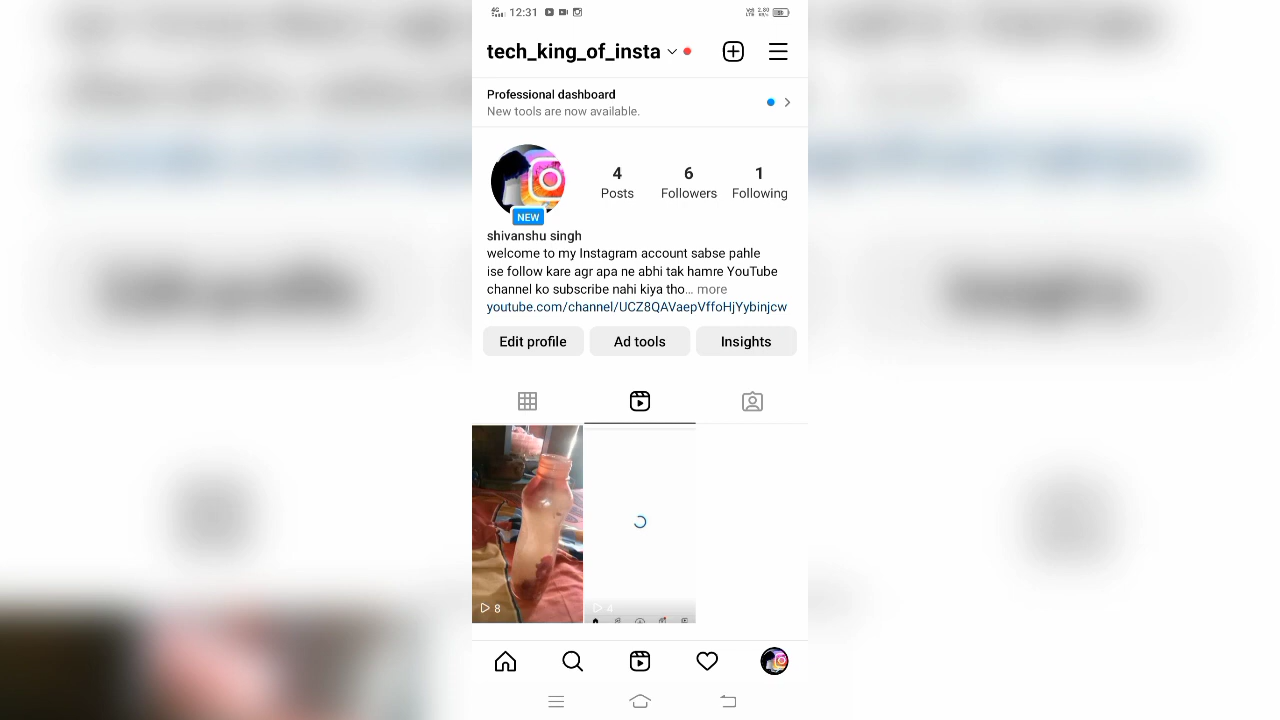 4G 12:31
tech_king_of_insta
Professional dashboard
New tools are now available.
4 6 1
Posts Followers Following
NEW
shivanshu singh
welcome to my Instagram account sabse pahle
ise follow kare agr apa ne abhi tak hamre YouTube
channel ko subscribe nahi kiya tho... more
youtube.com/channel/UCZ8QAVaepVffoHjYybinjcw
Edit profile Ad tools Insights
8 4